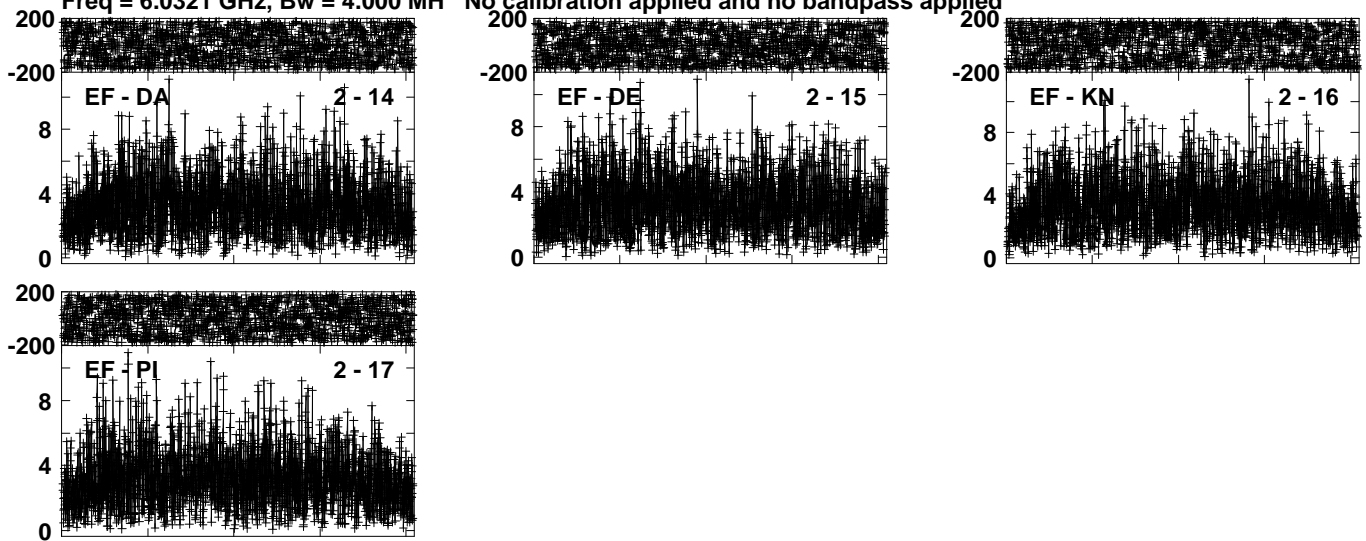 Freq = 6.0321 GHz, Bw = 4.000 MH No calibration applied and no bandpass applied
200 200 200
-200 -200 -200
EF - DA 2 - 14 EF - DE 2 - 15 EF - KN 2 - 16
8 8 8
4 4 4
0 0 0
200
-200
EF - PI 2 - 17
8
4
0